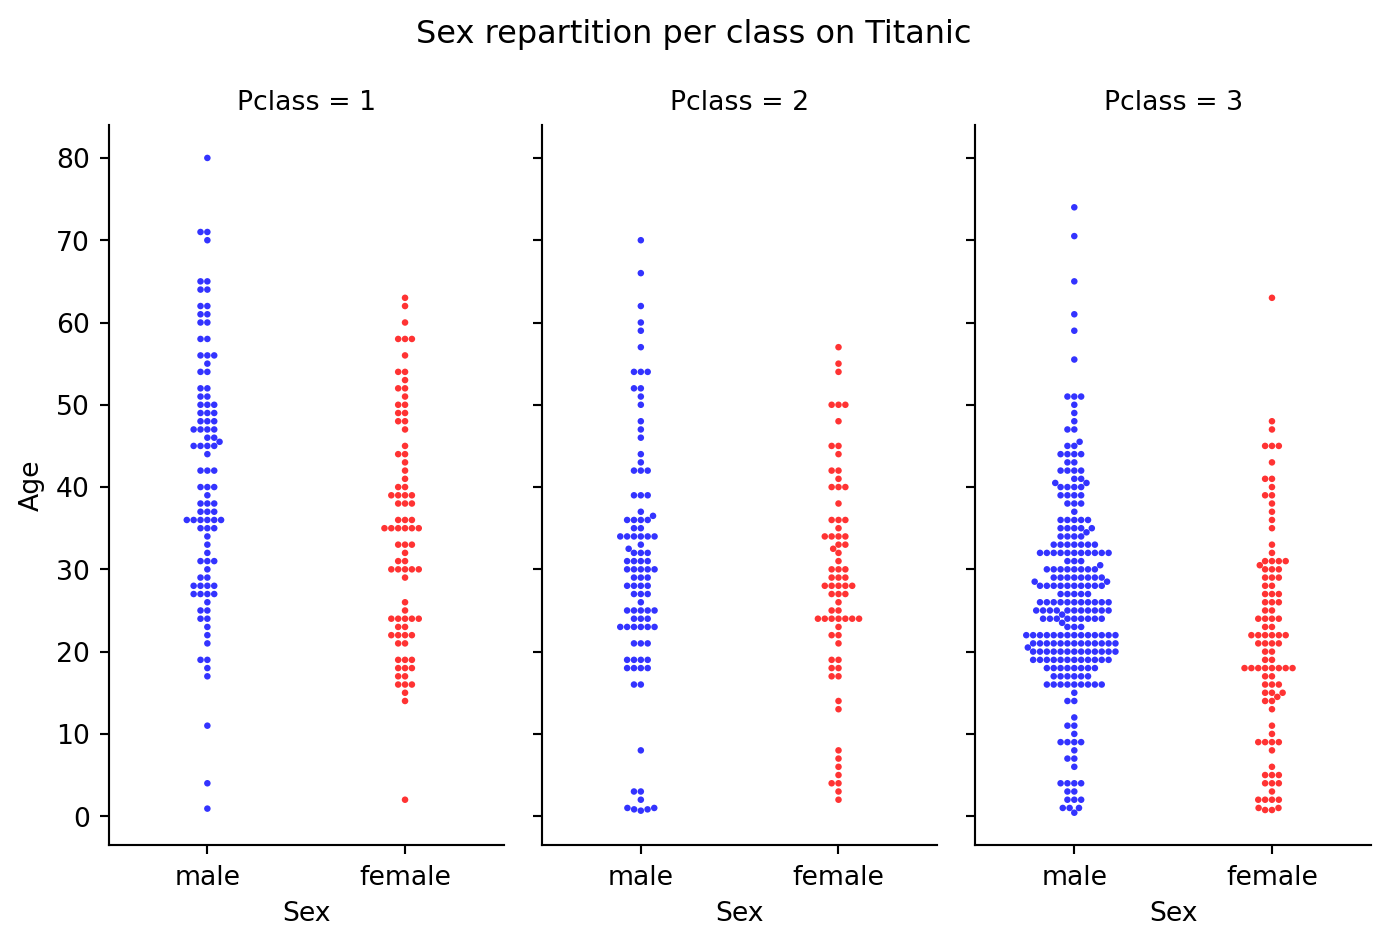 Sex repartition per class on Titanic
Pclass = 1
Pclass = 2
Pclass = 3
Age
80
70
60
50
40
30
20
10
0
male female
male female
male female
Sex
Sex
Sex